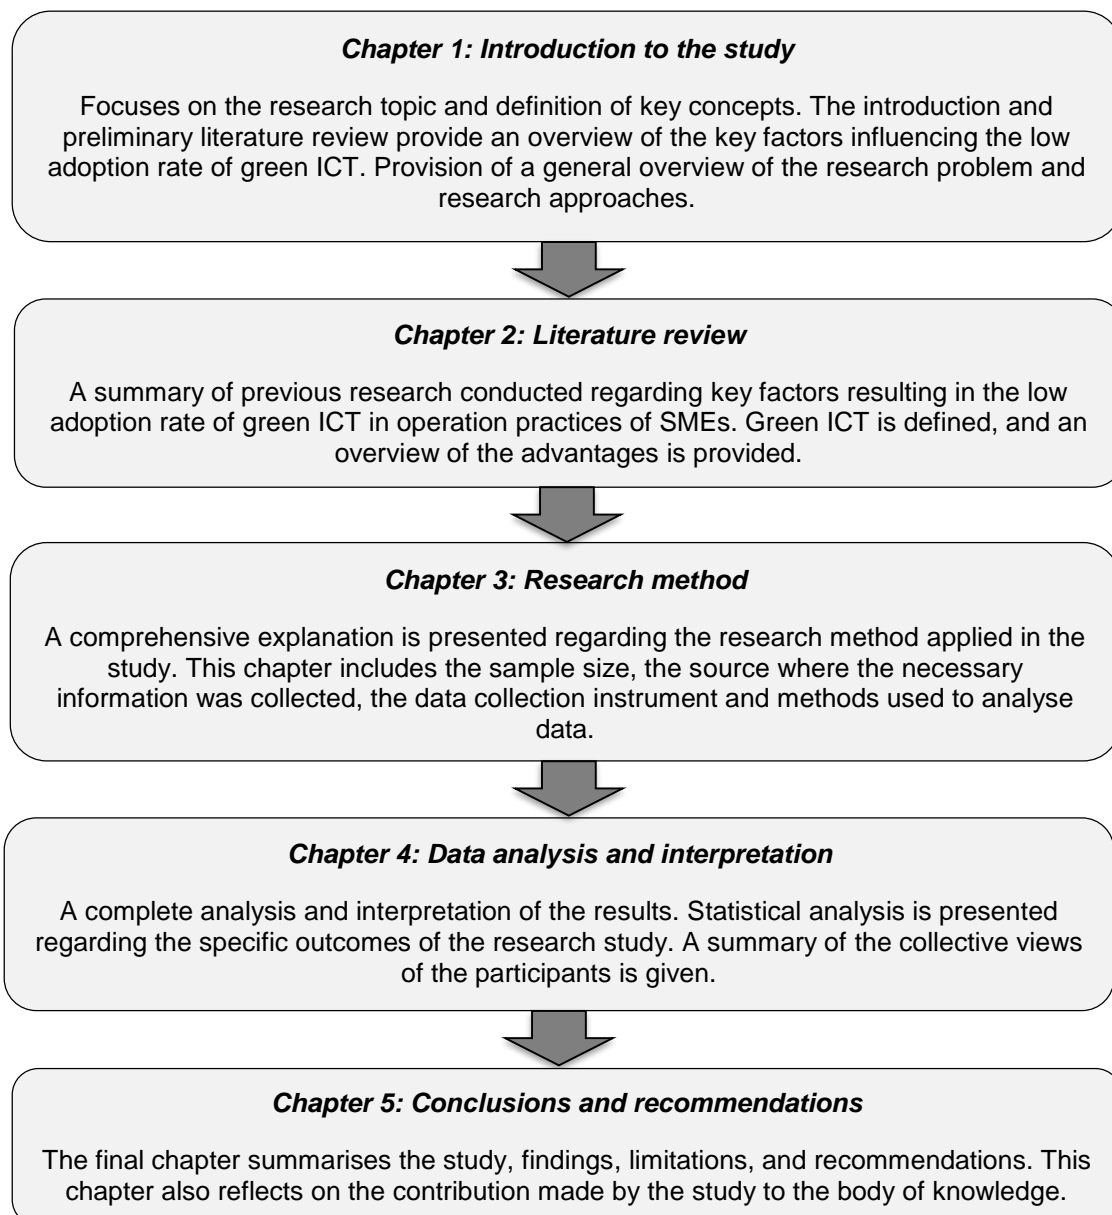 Chapter 1: Introduction to the study
Focuses on the research topic and definition of key concepts. The introduction and
preliminary literature review provide an overview of the key factors influencing the low
adoption rate of green ICT. Provision of a general overview of the research problem and
research approaches.
Chapter 2: Literature review
A summary of previous research conducted regarding key factors resulting in the low
adoption rate of green ICT in operation practices of SMEs. Green ICT is defined, and an
overview of the advantages is provided.
Chapter 3: Research method
A comprehensive explanation is presented regarding the research method applied in the
study. This chapter includes the sample size, the source where the necessary
information was collected, the data collection instrument and methods used to analyse
data.
Chapter 4: Data analysis and interpretation
A complete analysis and interpretation of the results. Statistical analysis is presented
regarding the specific outcomes of the research study. A summary of the collective views
of the participants is given.
Chapter 5: Conclusions and recommendations
The final chapter summarises the study, findings, limitations, and recommendations. This
chapter also reflects on the contribution made by the study to the body of knowledge.